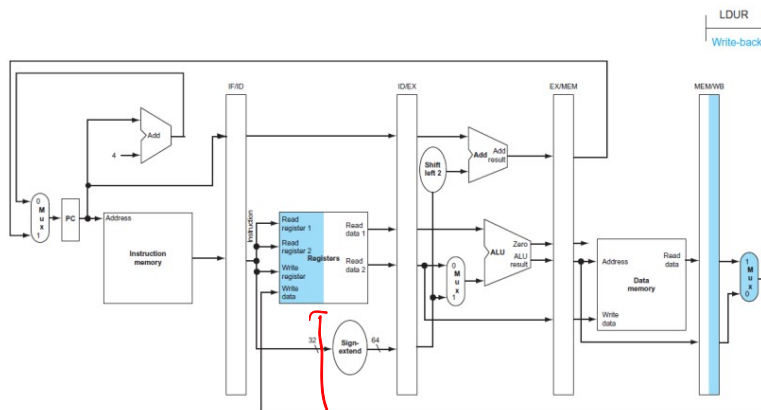 LDUR
Write-back
IF/ID
ID/EX
EX/MEM
MEM/WB
Add
4
Shift
left 2
Add
Add
result
0
M
u
x
1
PC
Address
Instruction
memory
Instruction
Read
register 1
Read
register 2
Write
register
Write
data
Registers
Read
data 1
Read
data 2
0
M
u
x
1
Zero
ALU
ALU
result
Address
Read
data
Data
memory
Write
data
1
M
u
x
0
32
Sign-
extend
64